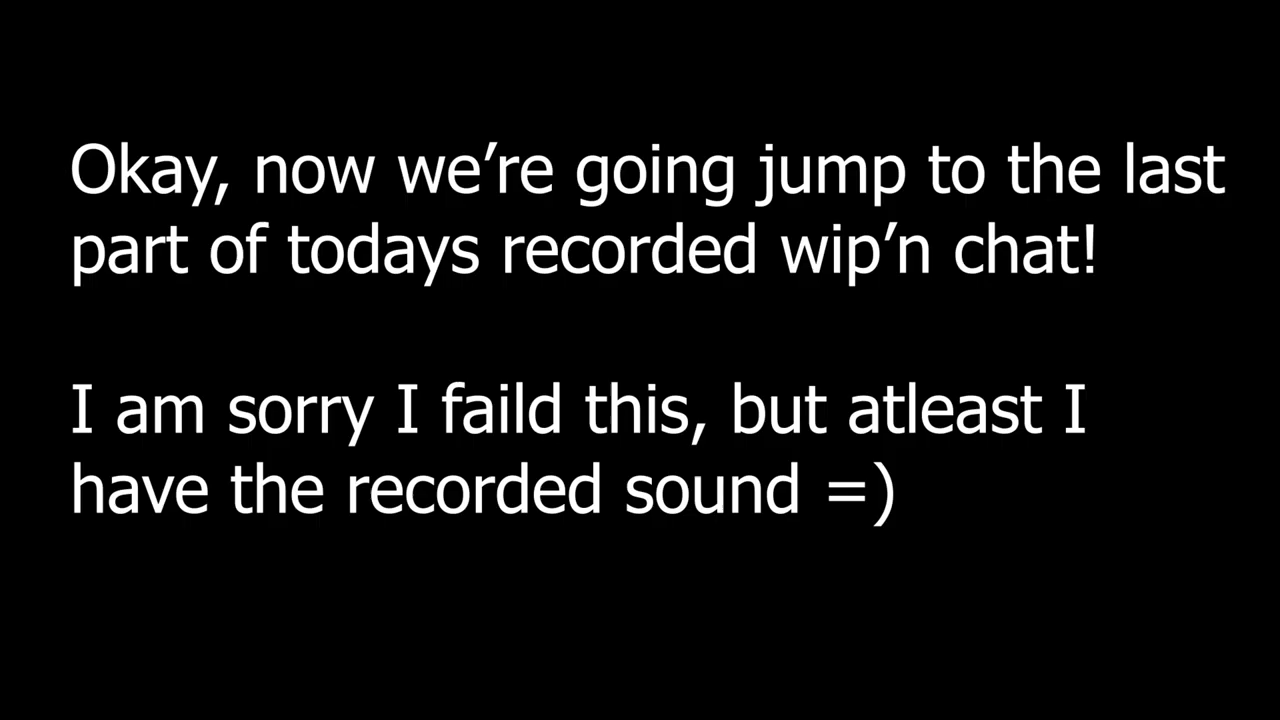 Okay, now we’re going jump to the last
part of todays recorded wip’n chat!
I am sorry I faild this, but atleast I
have the recorded sound =)